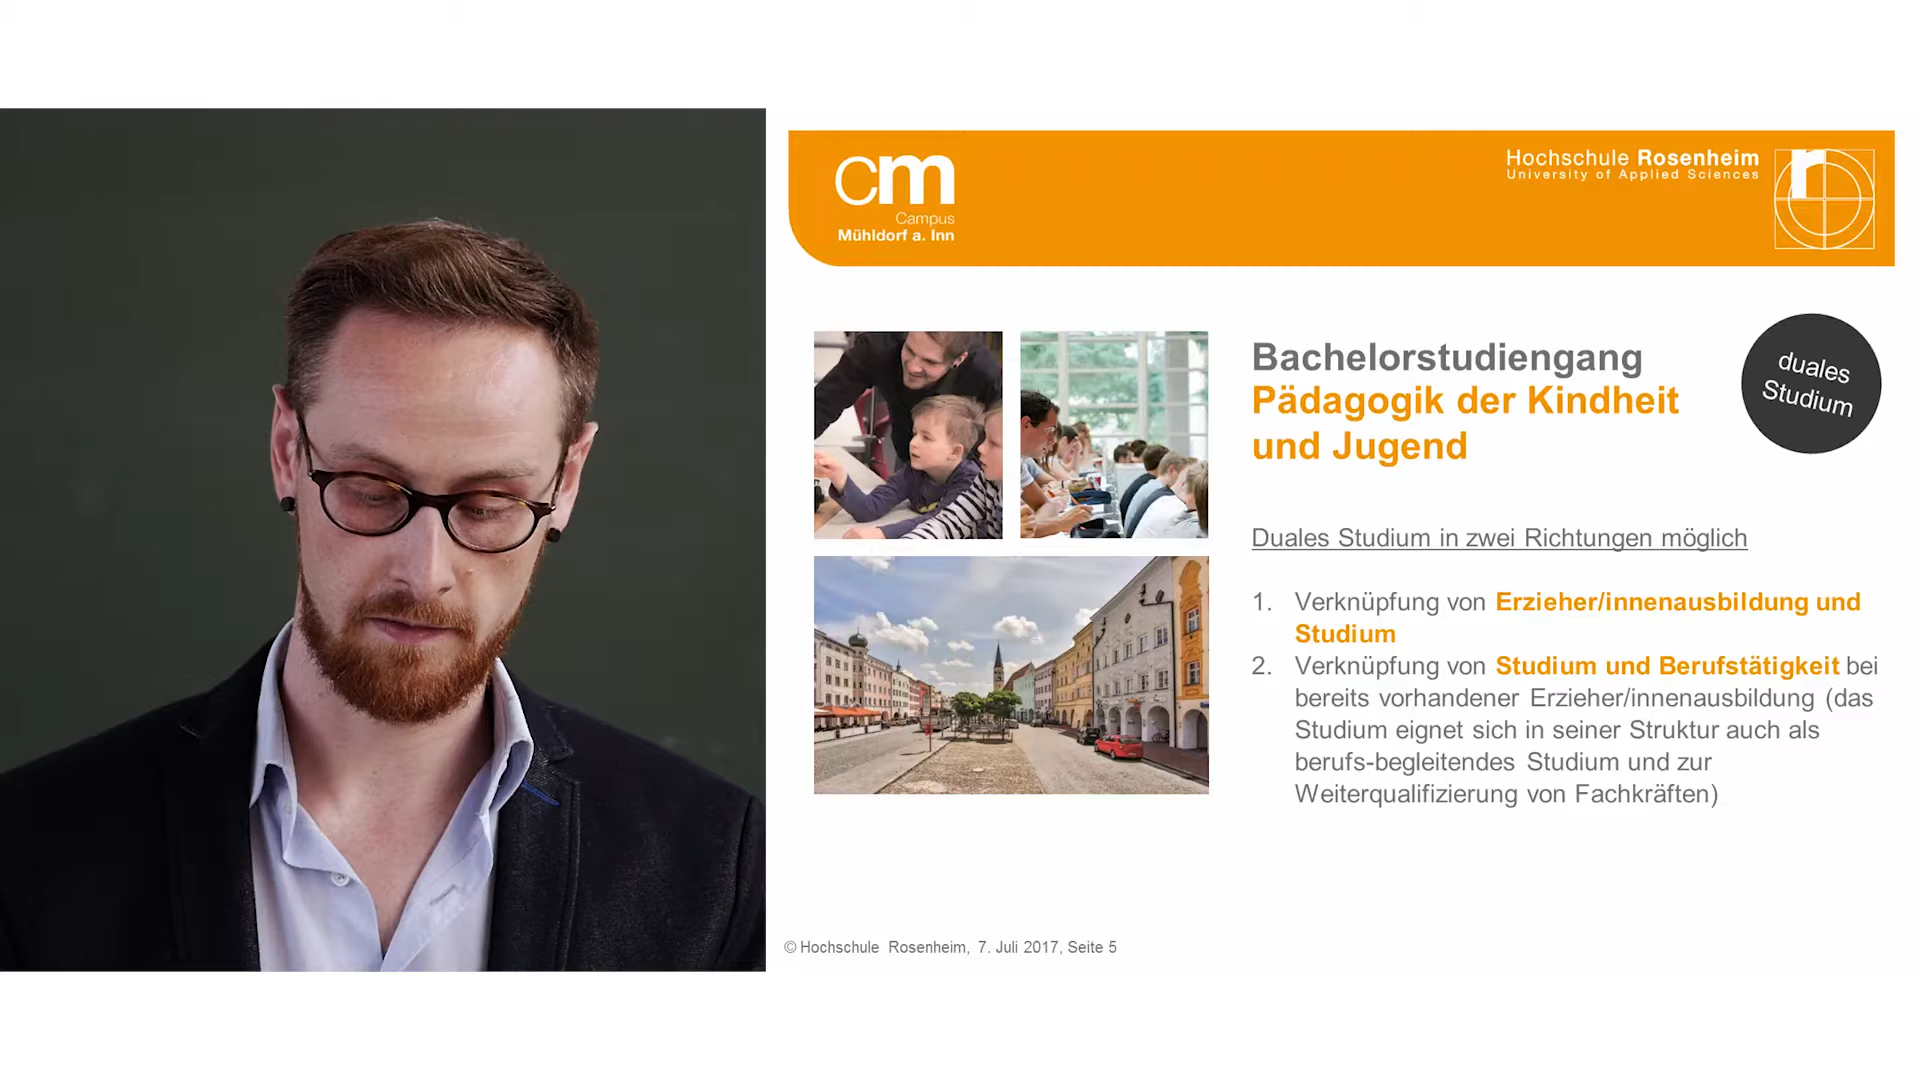 cm
Campus
Mühldorf a. Inn
Hochschule Rosenheim
University of Applied Sciences
r
Bachelorstudiengang
Pädagogik der Kindheit
und Jugend
duales
Studium
Duales Studium in zwei Richtungen möglich
1. Verknüpfung von Erzieher/innenausbildung und
Studium
2. Verknüpfung von Studium und Berufstätigkeit bei
bereits vorhandener Erzieher/innenausbildung (das
Studium eignet sich in seiner Struktur auch als
berufs-begleitendes Studium und zur
Weiterqualifizierung von Fachkräften)
© Hochschule Rosenheim, 7. Juli 2017, Seite 5